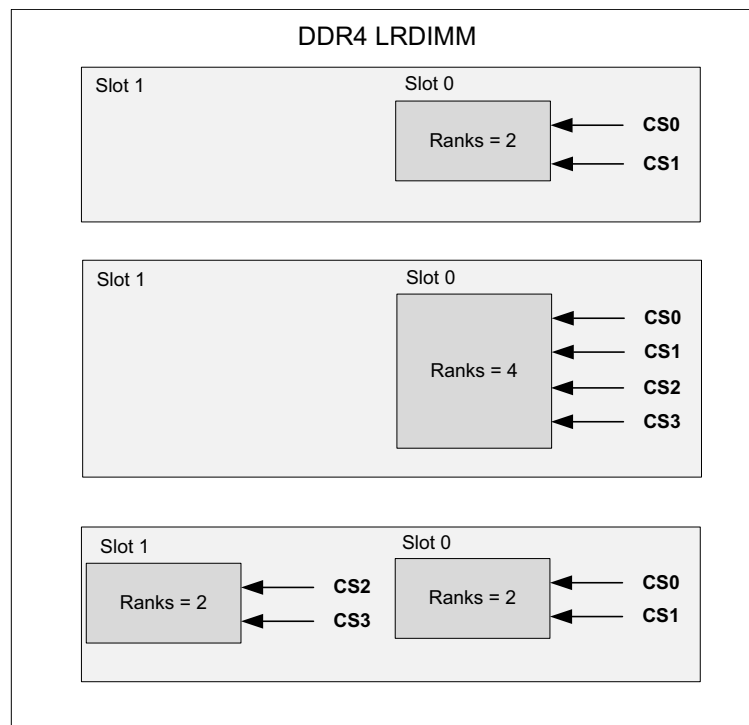 DDR4 LRDIMM
Slot 1
Slot 0
Ranks = 2
CS0
CS1
Slot 1
Slot 0
Ranks = 4
CS0
CS1
CS2
CS3
Slot 1
Slot 0
Ranks = 2
CS2
CS3
Ranks = 2
CS0
CS1